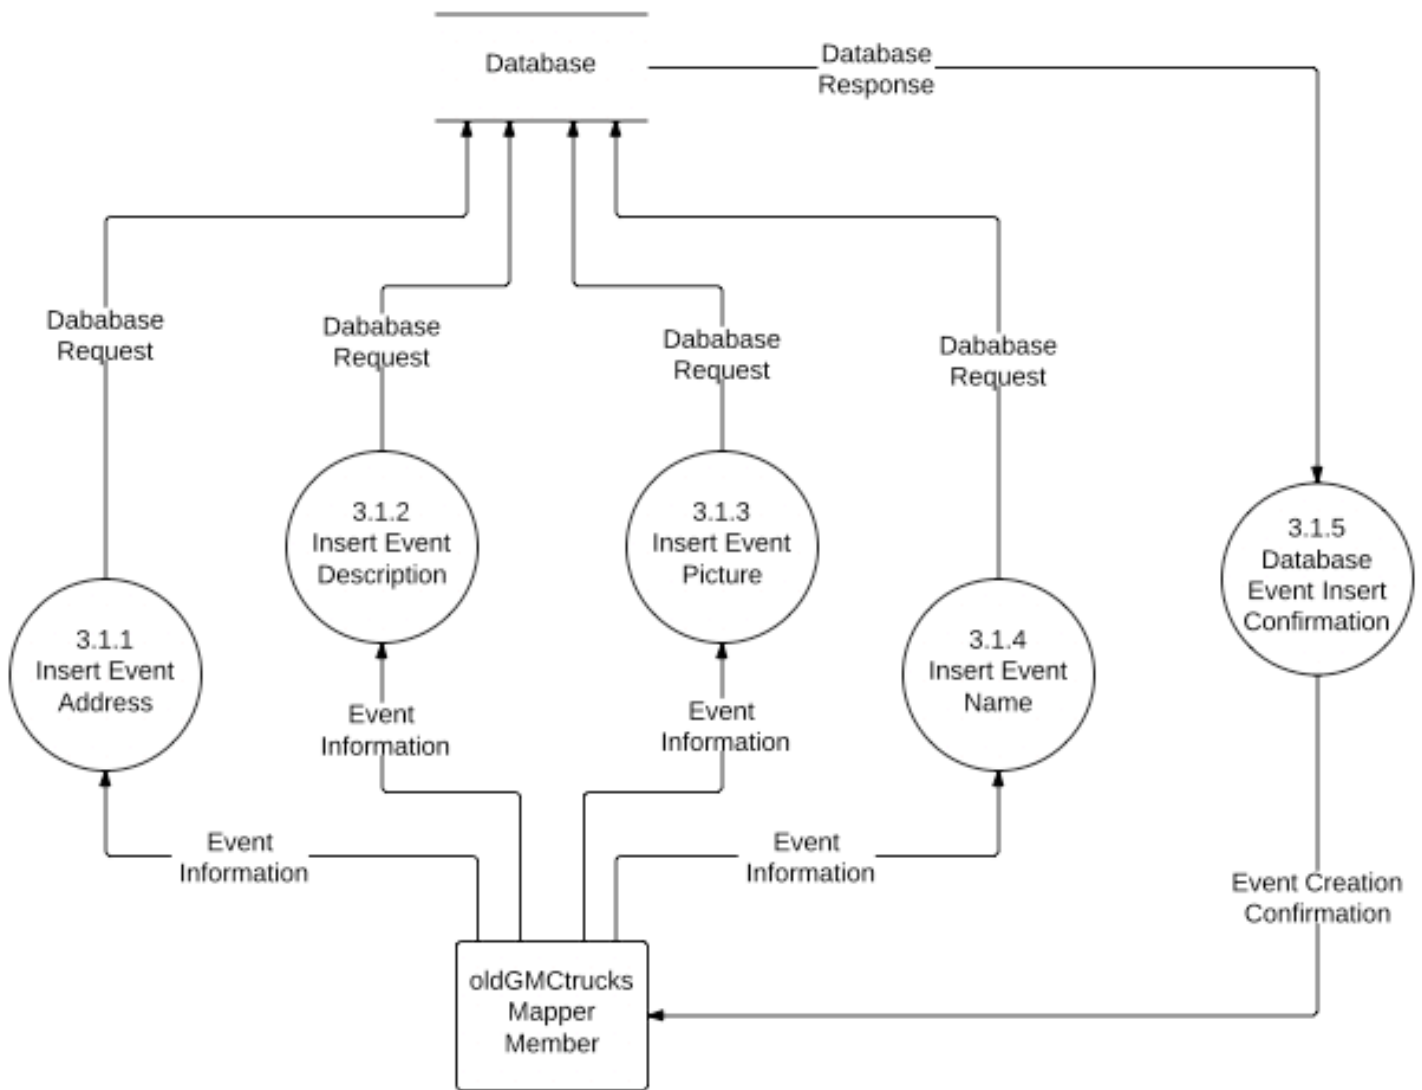 Database
Database
Response
Dababase
Request
Dababase
Request
Dababase
Request
Dababase
Request
3.1.1
Insert Event
Address
3.1.2
Insert Event
Description
3.1.3
Insert Event
Picture
3.1.4
Insert Event
Name
3.1.5
Database
Event Insert
Confirmation
Event
Information
Event
Information
Event
Information
Event
Information
Event Creation
Confirmation
oldGMCtrucks
Mapper
Member